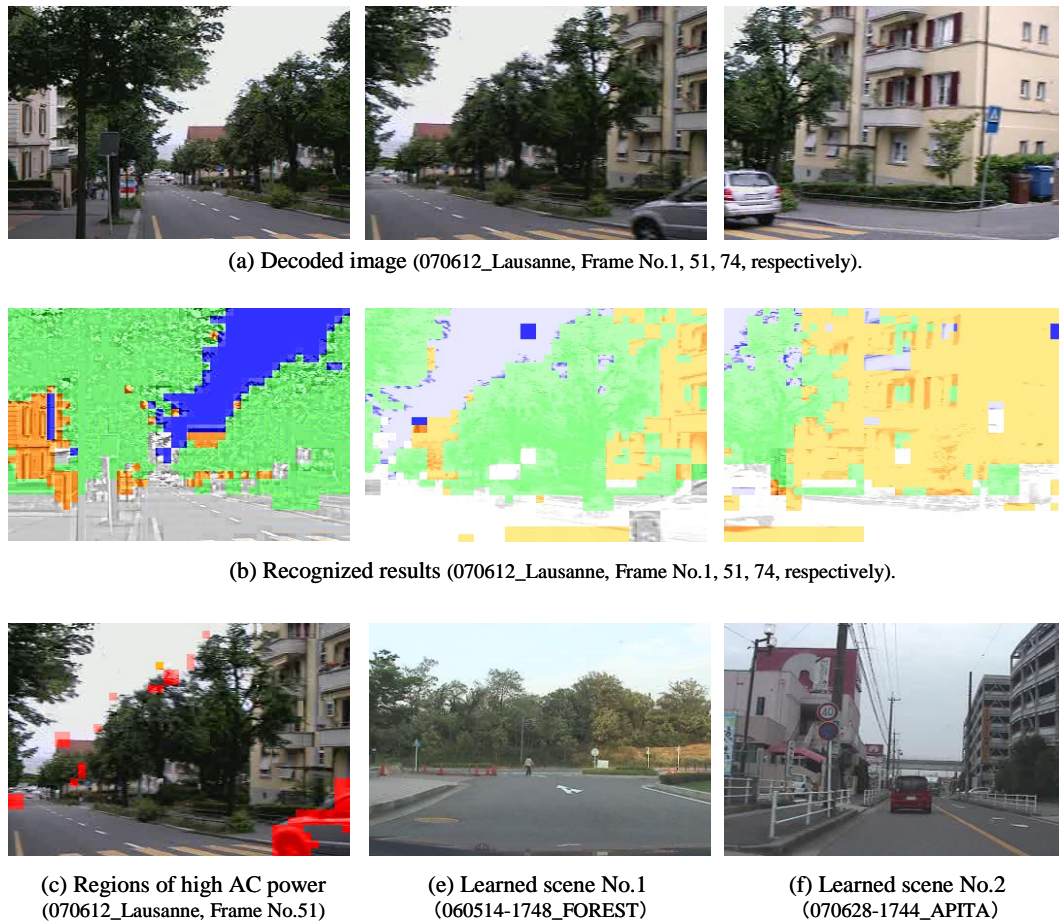 (a) Decoded image (070612_Lausanne, Frame No.1, 51, 74, respectively).
(b) Recognized results (070612_Lausanne, Frame No.1, 51, 74, respectively).
(c) Regions of high AC power
(070612_Lausanne, Frame No.51)
(e) Learned scene No.1
(060514-1748_FOREST)
(f) Learned scene No.2
(070628-1744_APITA)
40